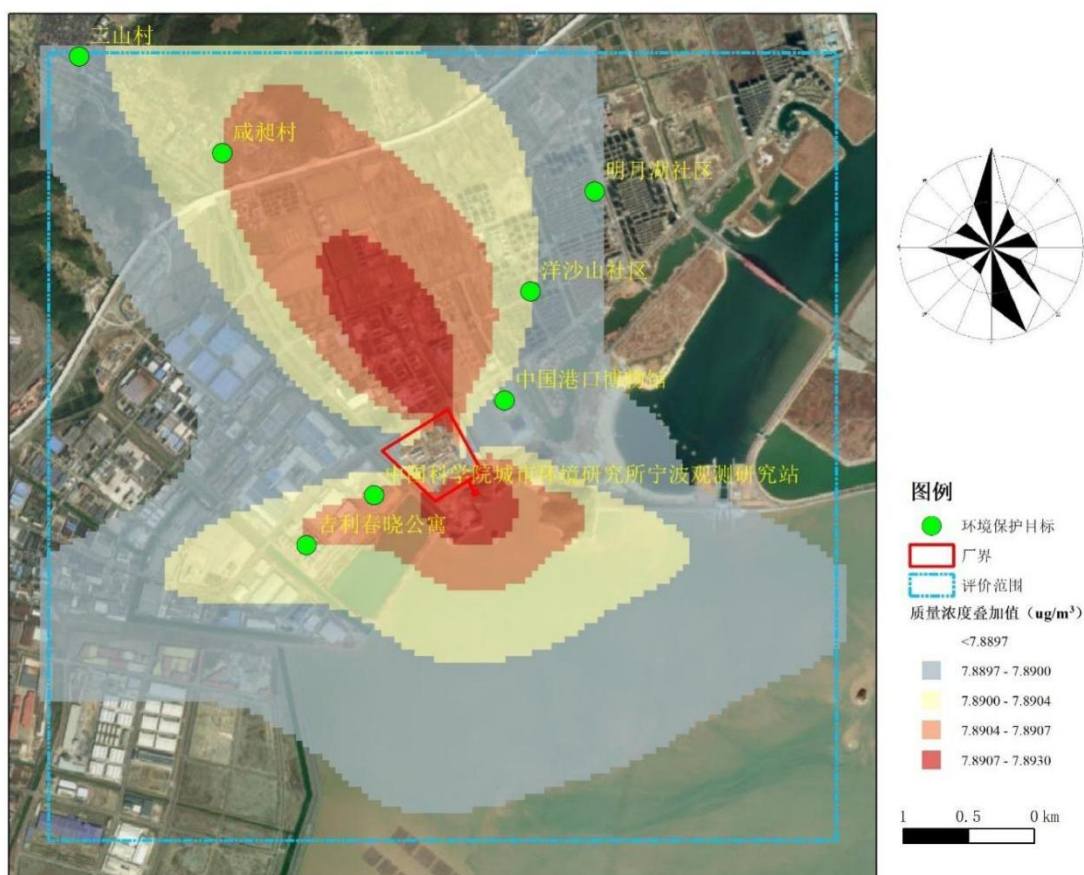 三山村
咸昶村
明月湖社区
洋沙山社区
中国港口博物馆
中国科学院城市环境研究所宁波观测研究站
吉利春晓公寓
图例
环境保护目标
厂界
评价范围
质量浓度叠加值（ug/m³）
<7.8897
7.8897 - 7.8900
7.8900 - 7.8904
7.8904 - 7.8907
7.8907 - 7.8930
1 0.5 0 km